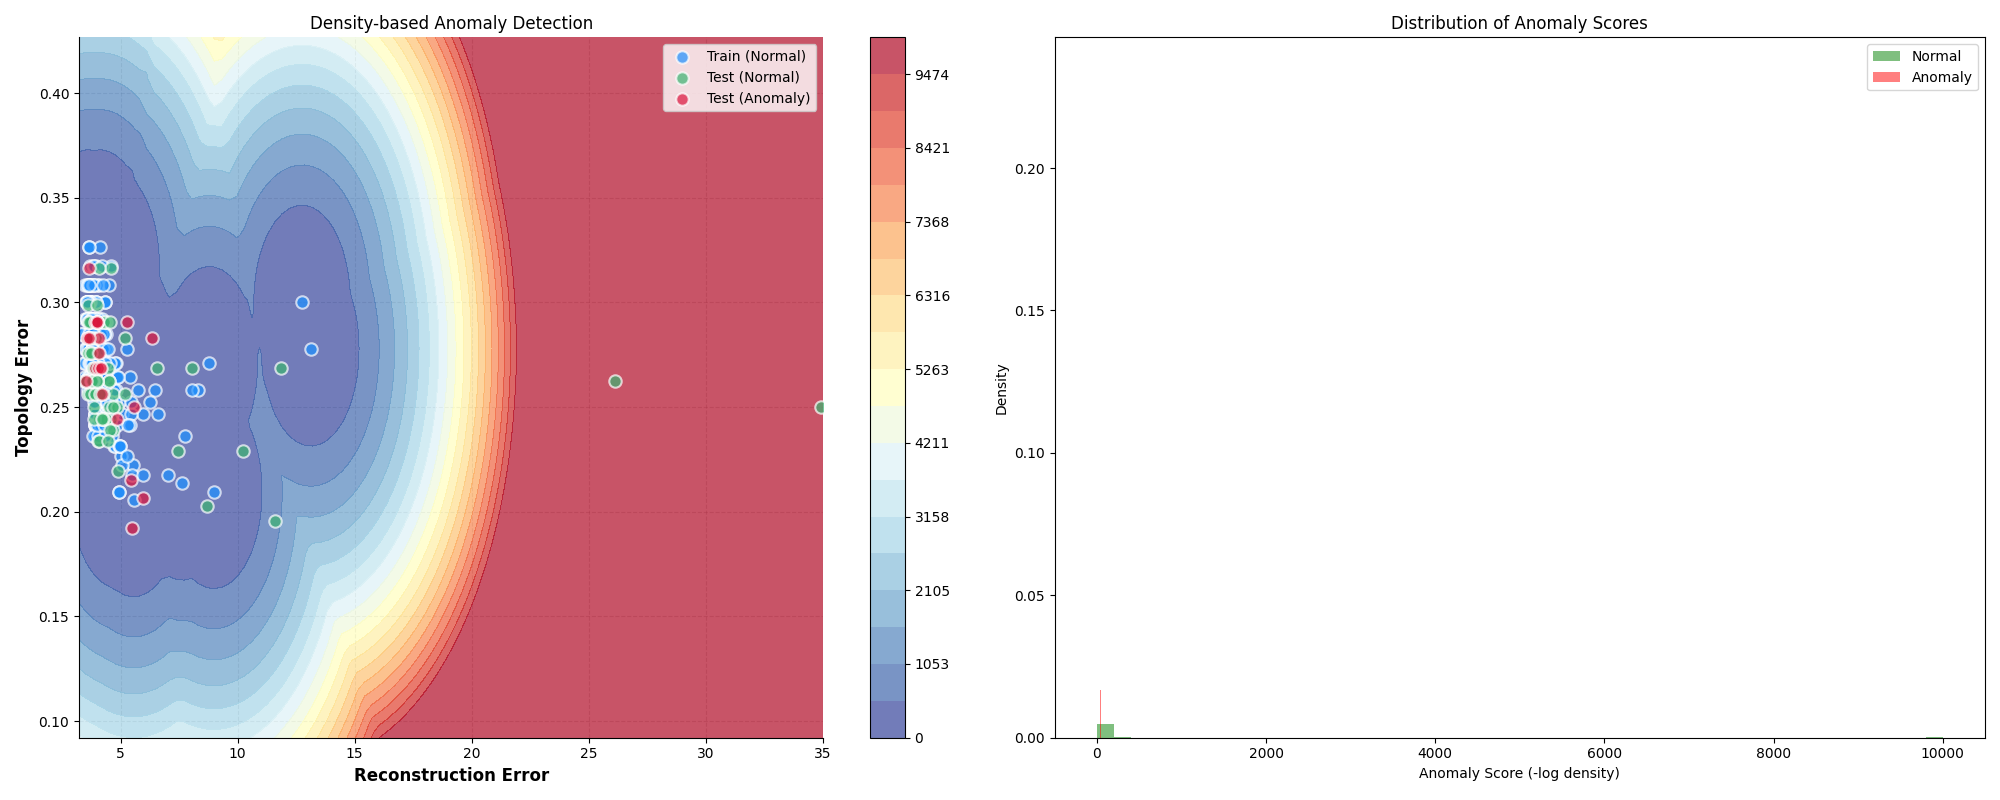 Density-based Anomaly Detection
Train (Normal)
Test (Normal)
Test (Anomaly)
Topology Error
0.40
0.35
0.30
0.25
0.20
0.15
0.10
5 10 15 20 25 30 35
Reconstruction Error
9474
8421
7368
6316
5263
4211
3158
2105
1053
0
Distribution of Anomaly Scores
Normal
Anomaly
Density
0.20
0.15
0.10
0.05
0.00
0 2000 4000 6000 8000 10000
Anomaly Score (-log density)